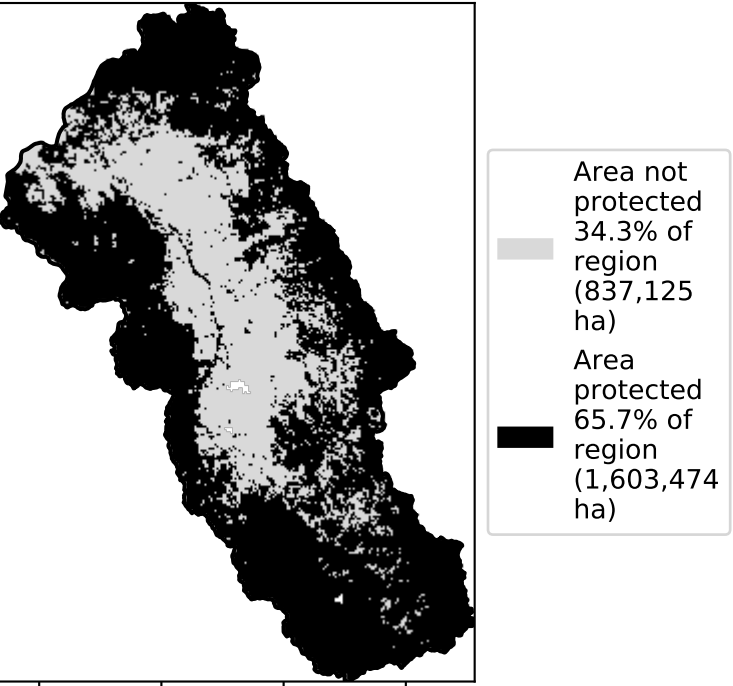 Area not
protected
34.3% of
region
(837,125
ha)
Area
protected
65.7% of
region
(1,603,474
ha)